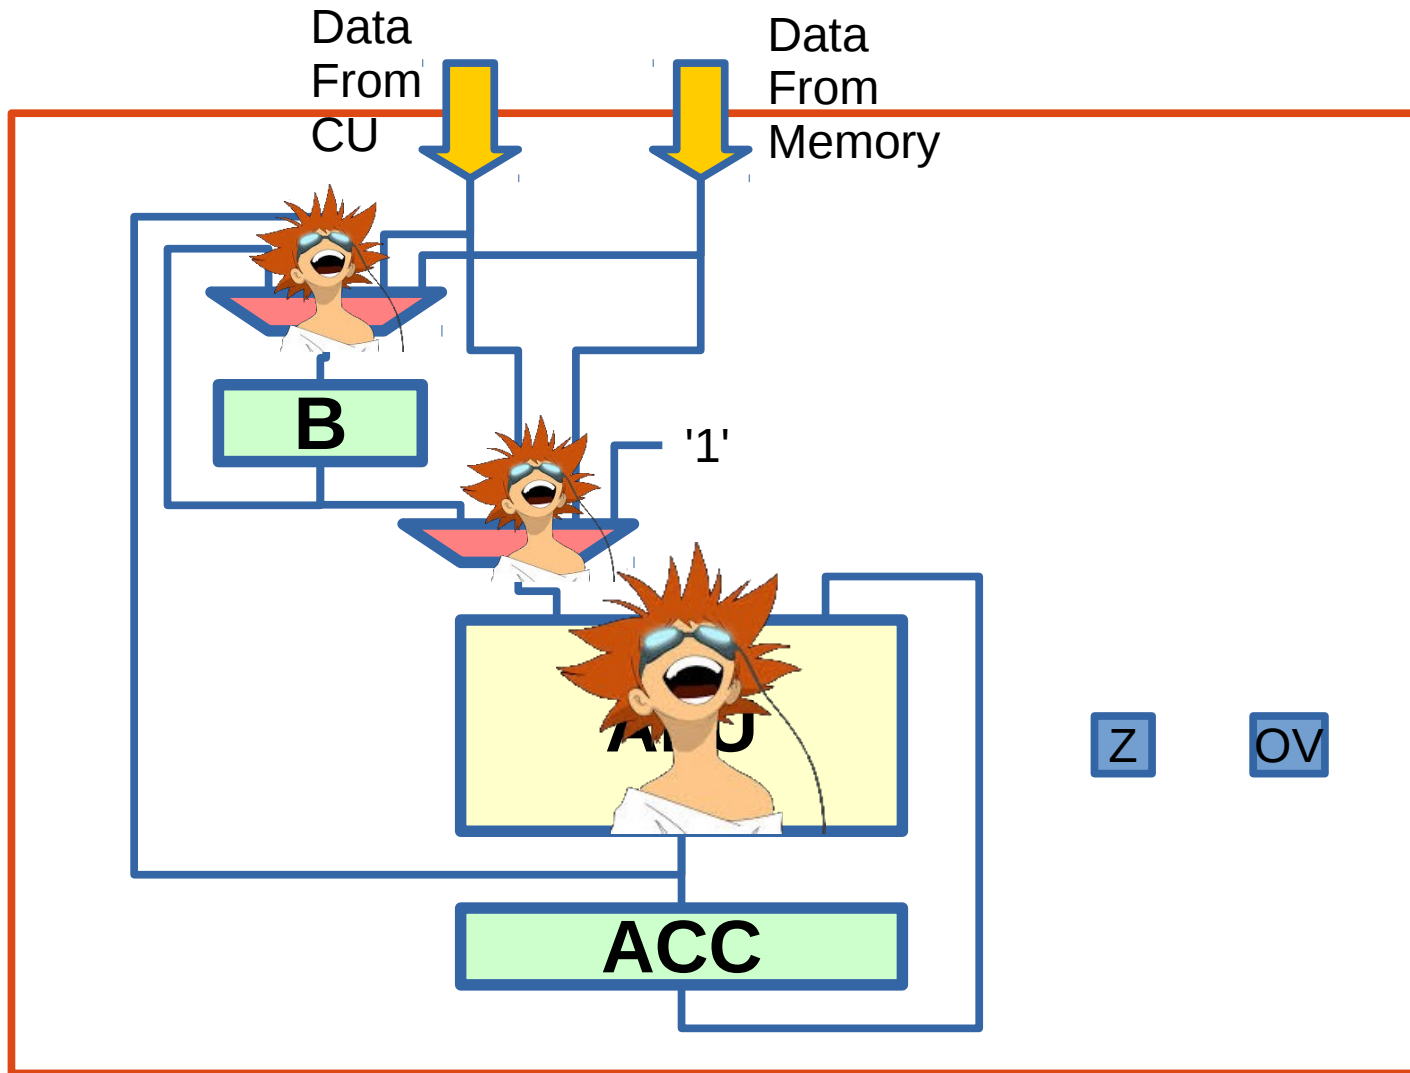 Data
From
CU
Data
From
Memory
B
'1'
Z
OV
ACC